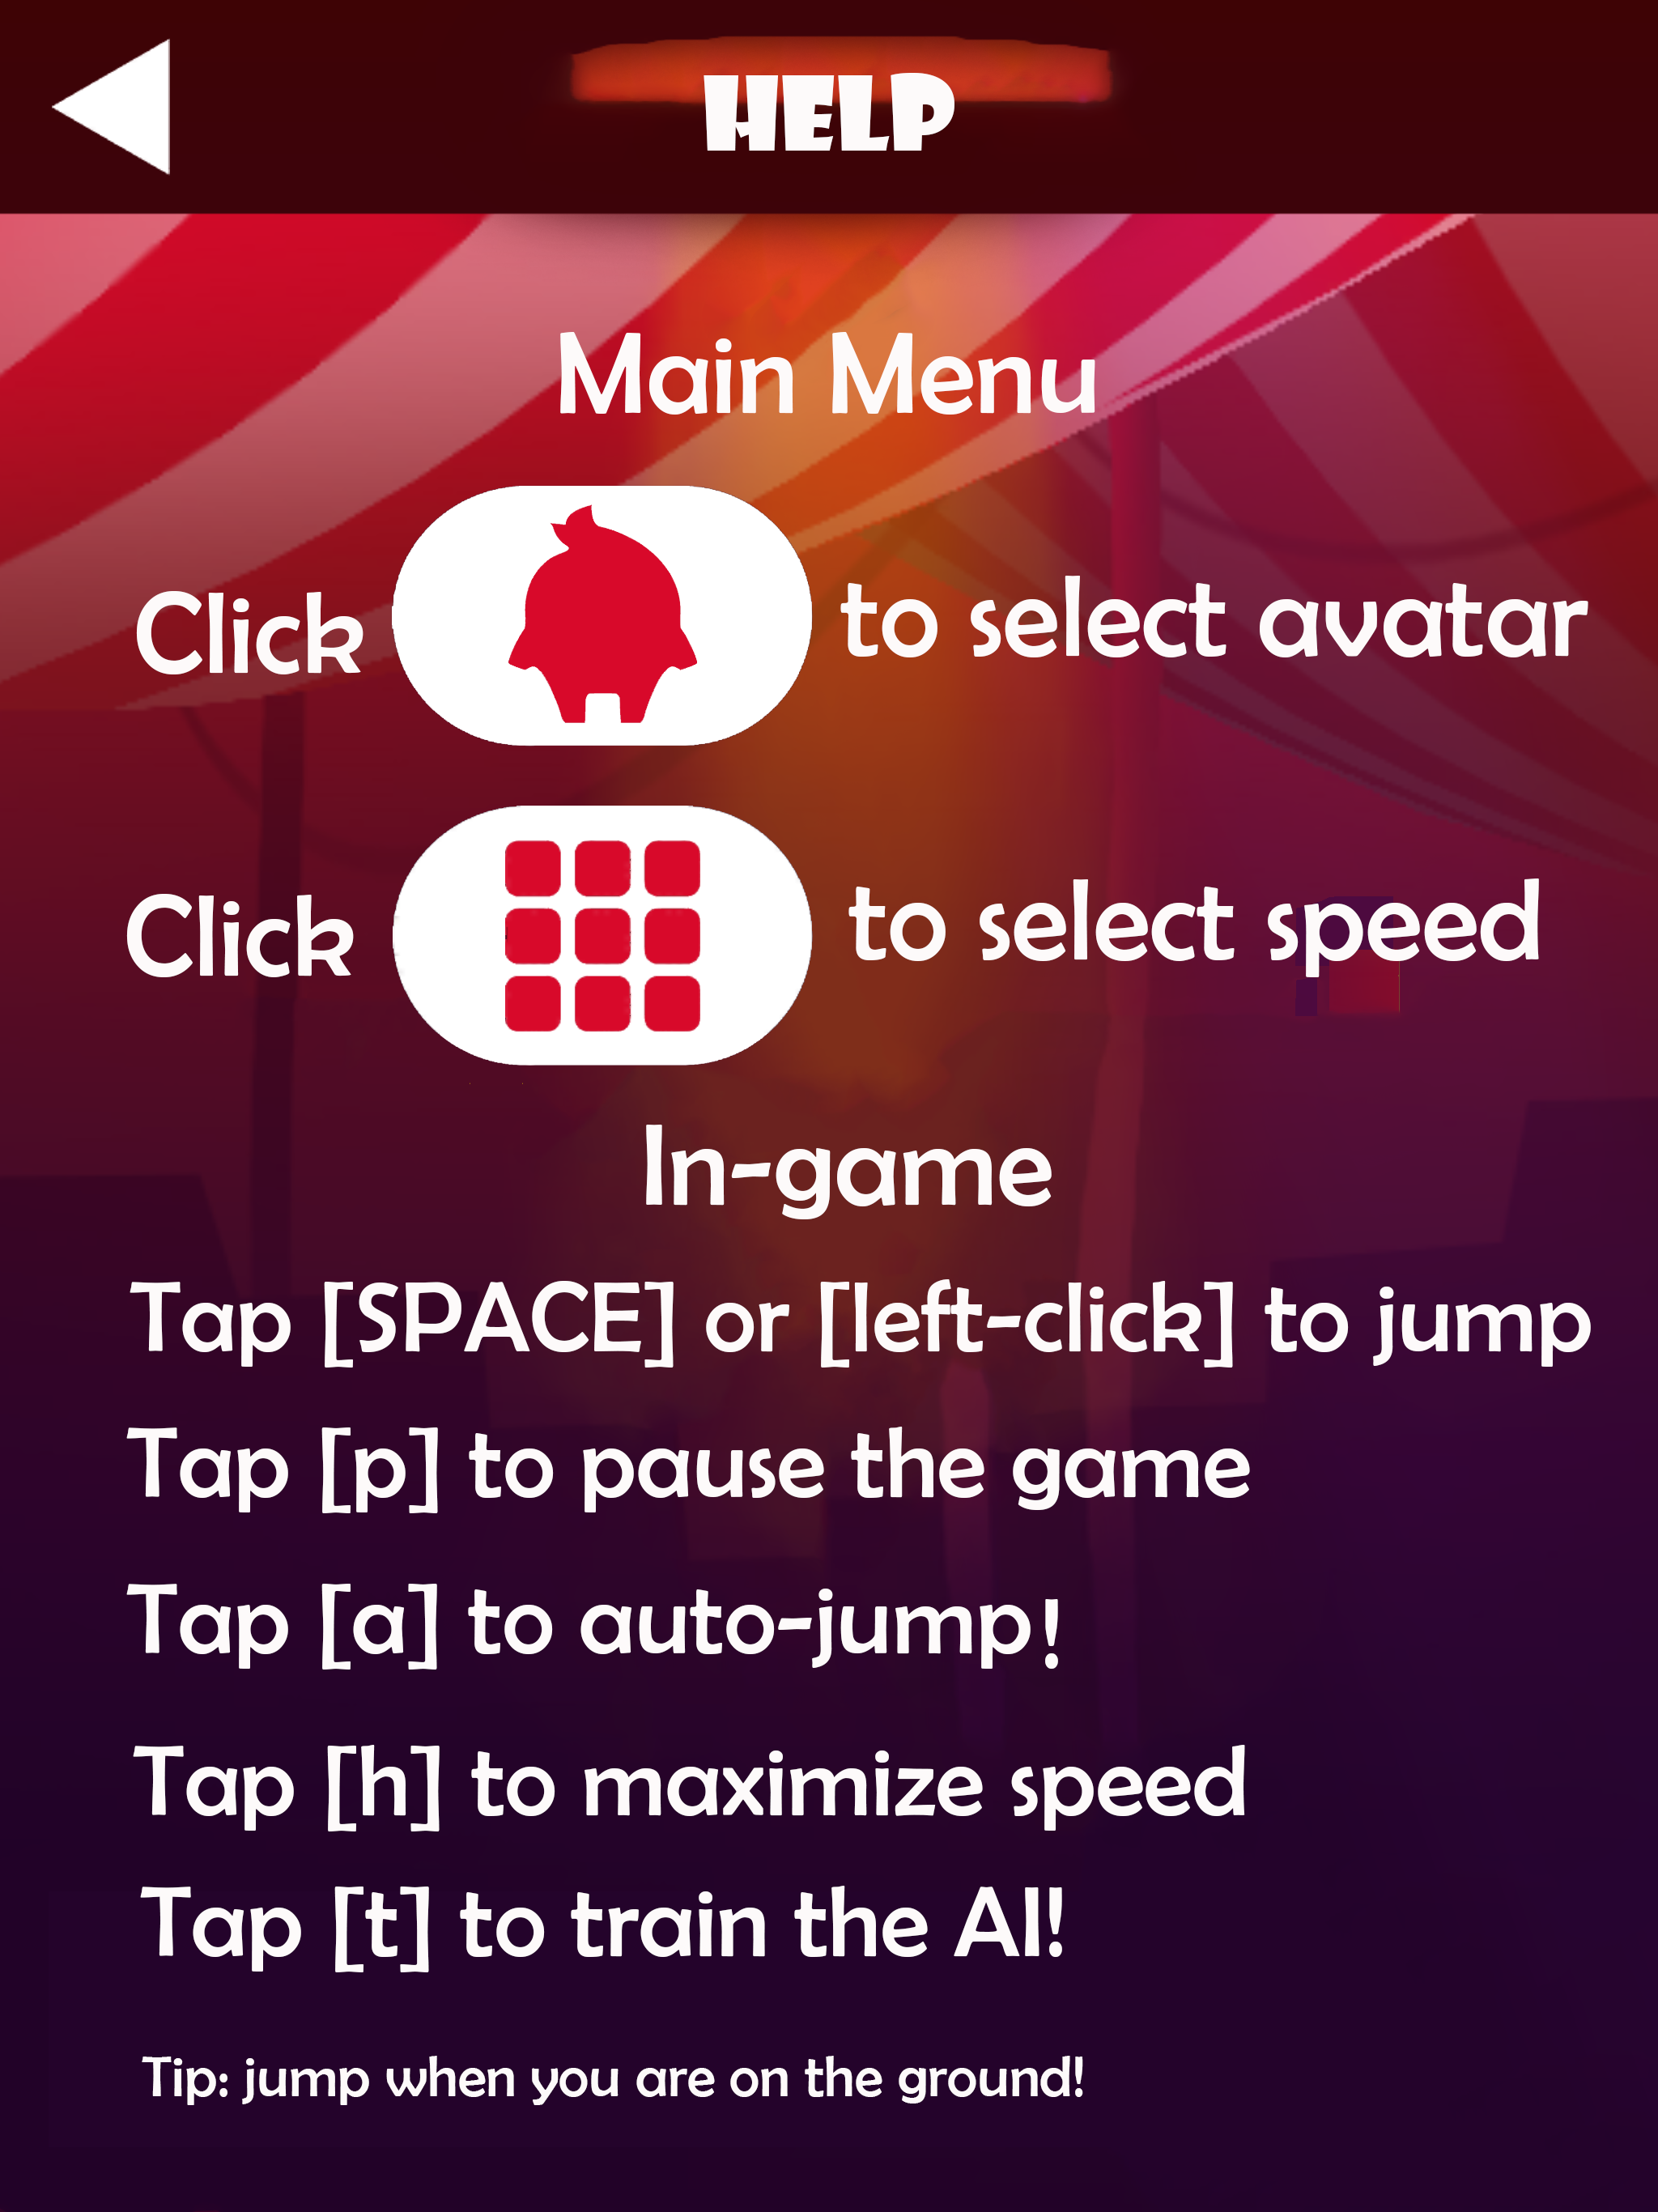 HELP
Main Menu
Click to select avatar
Click to select speed
In-game
Tap [SPACE] or [left-click] to jump
Tap [p] to pause the game
Tap [a] to auto-jump!
Tap [h] to maximize speed
Tap [t] to train the AI!
Tip: jump when you are on the ground!